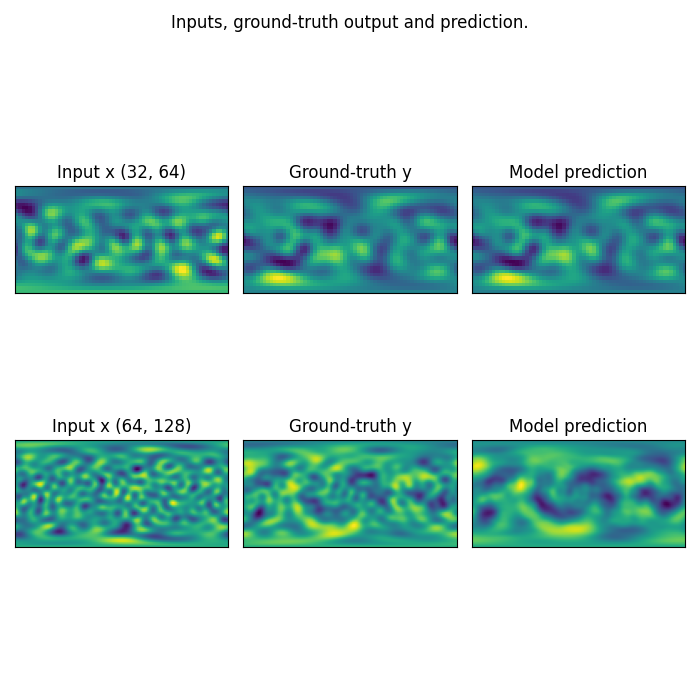 Inputs, ground-truth output and prediction.
Input x (32, 64)
Ground-truth y
Model prediction
Input x (64, 128)
Ground-truth y
Model prediction